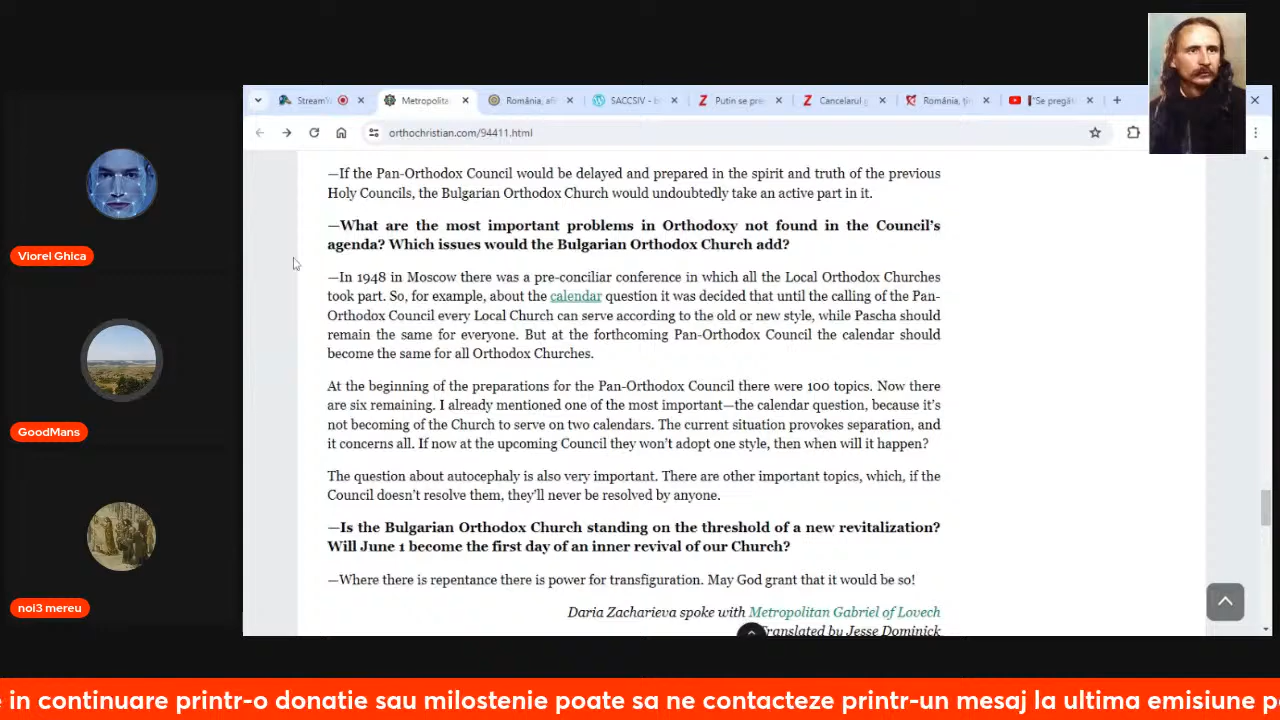 StreamYa
Metropolita
România, afl
SACCSIV - b
Putin se pre
Cancelarul g
România, țin
"Se pregăt
orthochristian.com/94411.html
—If the Pan-Orthodox Council would be delayed and prepared in the spirit and truth of the previous
Holy Councils, the Bulgarian Orthodox Church would undoubtedly take an active part in it.
—What are the most important problems in Orthodoxy not found in the Council's
agenda? Which issues would the Bulgarian Orthodox Church add?
—In 1948 in Moscow there was a pre-conciliar conference in which all the Local Orthodox Churches
took part. So, for example, about the calendar question it was decided that until the calling of the Pan-
Orthodox Council every Local Church can serve according to the old or new style, while Pascha should
remain the same for everyone. But at the forthcoming Pan-Orthodox Council the calendar should
become the same for all Orthodox Churches.
At the beginning of the preparations for the Pan-Orthodox Council there were 100 topics. Now there
are six remaining. I already mentioned one of the most important—the calendar question, because it's
not becoming of the Church to serve on two calendars. The current situation provokes separation, and
it concerns all. If now at the upcoming Council they won't adopt one style, then when will it happen?
The question about autocephaly is also very important. There are other important topics, which, if the
Council doesn't resolve them, they'll never be resolved by anyone.
—Is the Bulgarian Orthodox Church standing on the threshold of a new revitalization?
Will June 1 become the first day of an inner revival of our Church?
—Where there is repentance there is power for transfiguration. May God grant that it would be so!
Daria Zacharieva spoke with Metropolitan Gabriel of Lovech
Translated by Jesse Dominick
Viorel Ghica
GoodMans
noi3 mereu
e in continuare printr-o donatie sau milostenie poate sa ne contacteze printr-un mesaj la ultima emisiune p